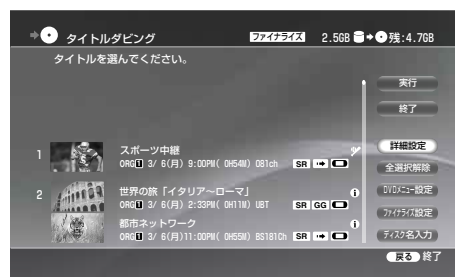 タイトルダビング ファイナライズ 2.5GB 残:4.7GB
タイトルを選んでください。
実行
終了
1 スポーツ中継
ORG1 3/ 6(月) 9:00PM( 0H54M) 081ch SR
詳細設定
全選択解除
2 世界の旅「イタリア〜ローマ」
ORG1 3/ 6(月) 2:33PM( 0H11M) UBT SR GG
DVDメニュー設定
都市ネットワーク
ORG1 3/ 6(月)11:00PM( 0H55M) BS181Ch SR
ファイナライズ設定
ディスク名入力
戻る 終了